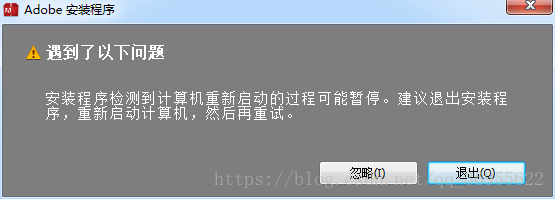 Adobe 安装程序
遇到了以下问题
安装程序检测到计算机重新启动的过程可能暂停。建议退出安装程
序，重新启动计算机，然后再重试。
忽略(I)
退出(Q)